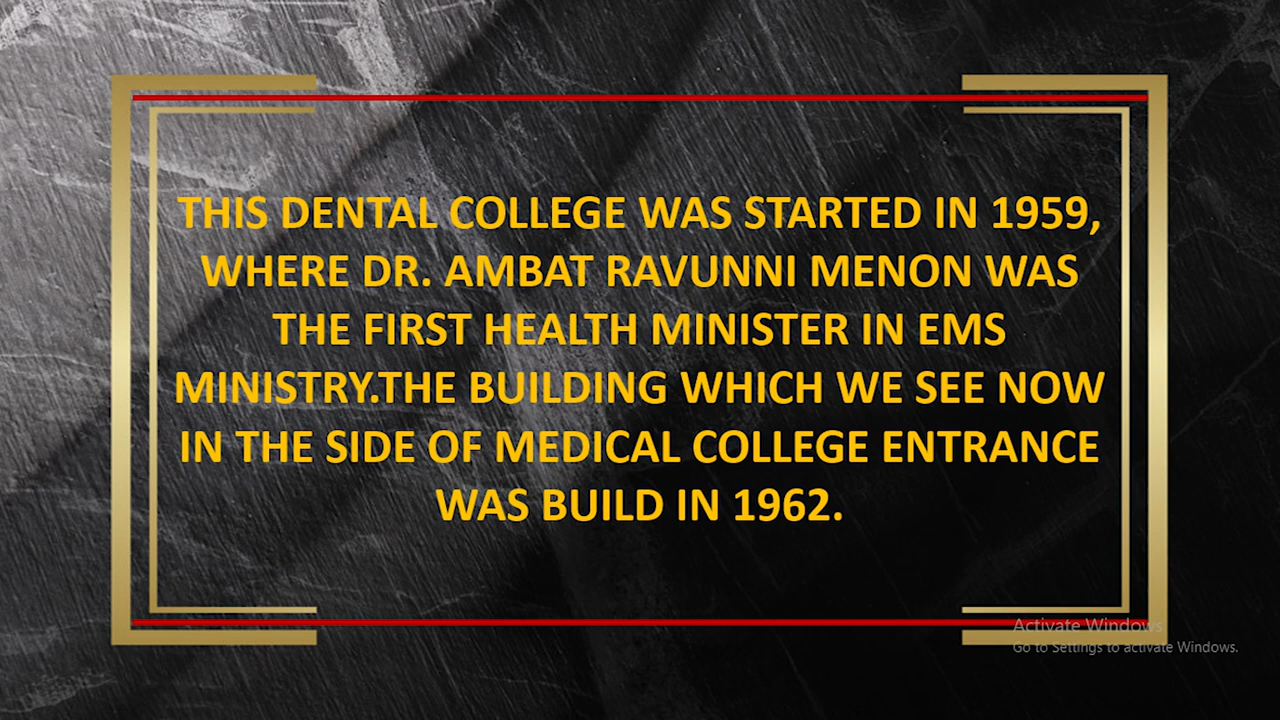 THIS DENTAL COLLEGE WAS STARTED IN 1959,
WHERE DR. AMBAT RAVUNNI MENON WAS
THE FIRST HEALTH MINISTER IN EMS
MINISTRY.THE BUILDING WHICH WE SEE NOW
IN THE SIDE OF MEDICAL COLLEGE ENTRANCE
WAS BUILD IN 1962.
Activate Windows
Go to Settings to activate Windows.